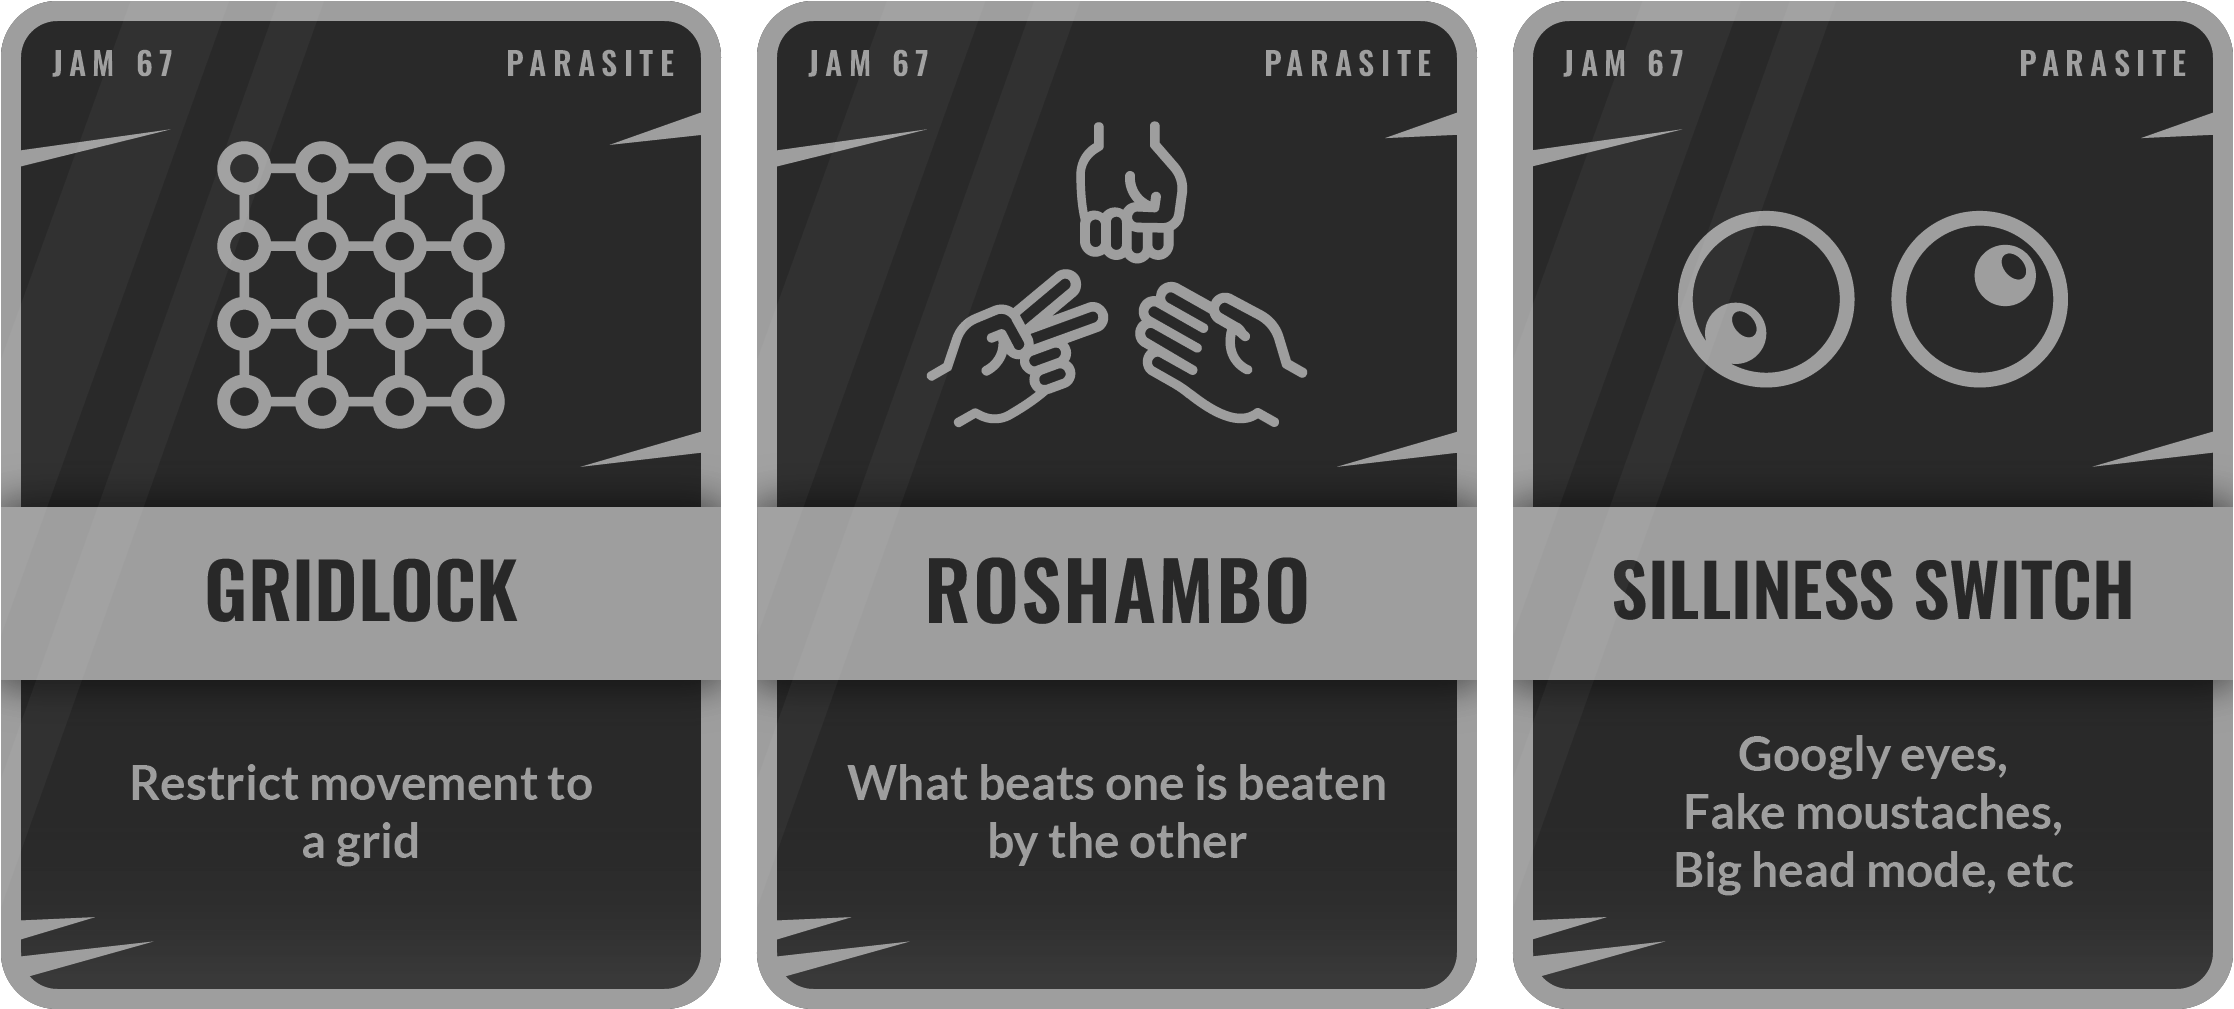 JAM 67 PARASITE
GRIDLOCK
Restrict movement to
a grid
JAM 67 PARASITE
ROSHAMBO
What beats one is beaten
by the other
JAM 67 PARASITE
SILLINESS SWITCH
Googly eyes,
Fake moustaches,
Big head mode, etc